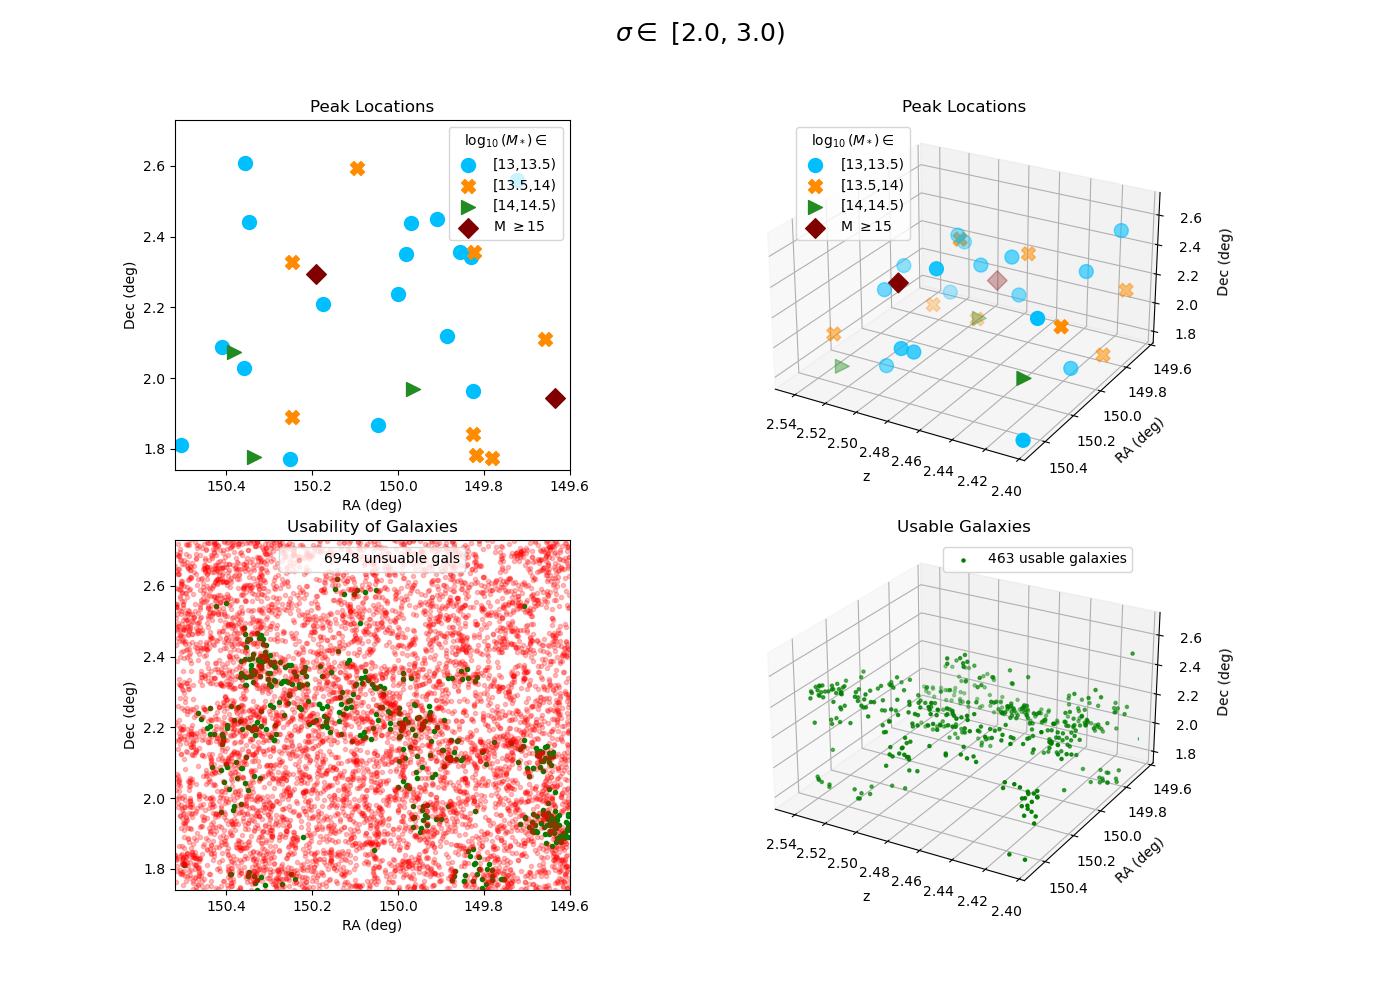 σ ∈ [2.0, 3.0)
Peak Locations
log₁₀(M*) ∈
[13,13.5)
[13.5,14)
[14,14.5)
M ≥15
2.6
2.4
2.2
2.0
1.8
Dec (deg)
150.4 150.2 150.0 149.8 149.6
RA (deg)
Peak Locations
log₁₀(M*) ∈
[13,13.5)
[13.5,14)
[14,14.5)
M ≥15
2.6
2.4
2.2
2.0
1.8
Dec (deg)
149.6
149.8
150.0
150.2
150.4
RA (deg)
2.54 2.52 2.50 2.48 2.46 2.44 2.42 2.40
z
Usability of Galaxies
6948 unsuable gals
2.6
2.4
2.2
2.0
1.8
Dec (deg)
150.4 150.2 150.0 149.8 149.6
RA (deg)
Usable Galaxies
463 usable galaxies
2.6
2.4
2.2
2.0
1.8
Dec (deg)
149.6
149.8
150.0
150.2
150.4
RA (deg)
2.54 2.52 2.50 2.48 2.46 2.44 2.42 2.40
z